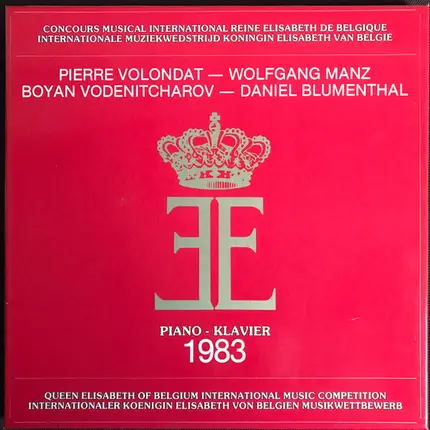 CONCOURS MUSICAL INTERNATIONAL REINE ELISABETH DE BELGIQUE
INTERNATIONALE MUZIEKWEDSTRIJD KONINGIN ELISABETH VAN BELGIE
PIERRE VOLONDAT — WOLFGANG MANZ
BOYAN VODENITCHAROV — DANIEL BLUMENTHAL
EE
PIANO - KLAVIER
1983
QUEEN ELISABETH OF BELGIUM INTERNATIONAL MUSIC COMPETITION
INTERNATIONALER KOENIGIN ELISABETH VON BELGIEN MUSIKWETTBEWERB